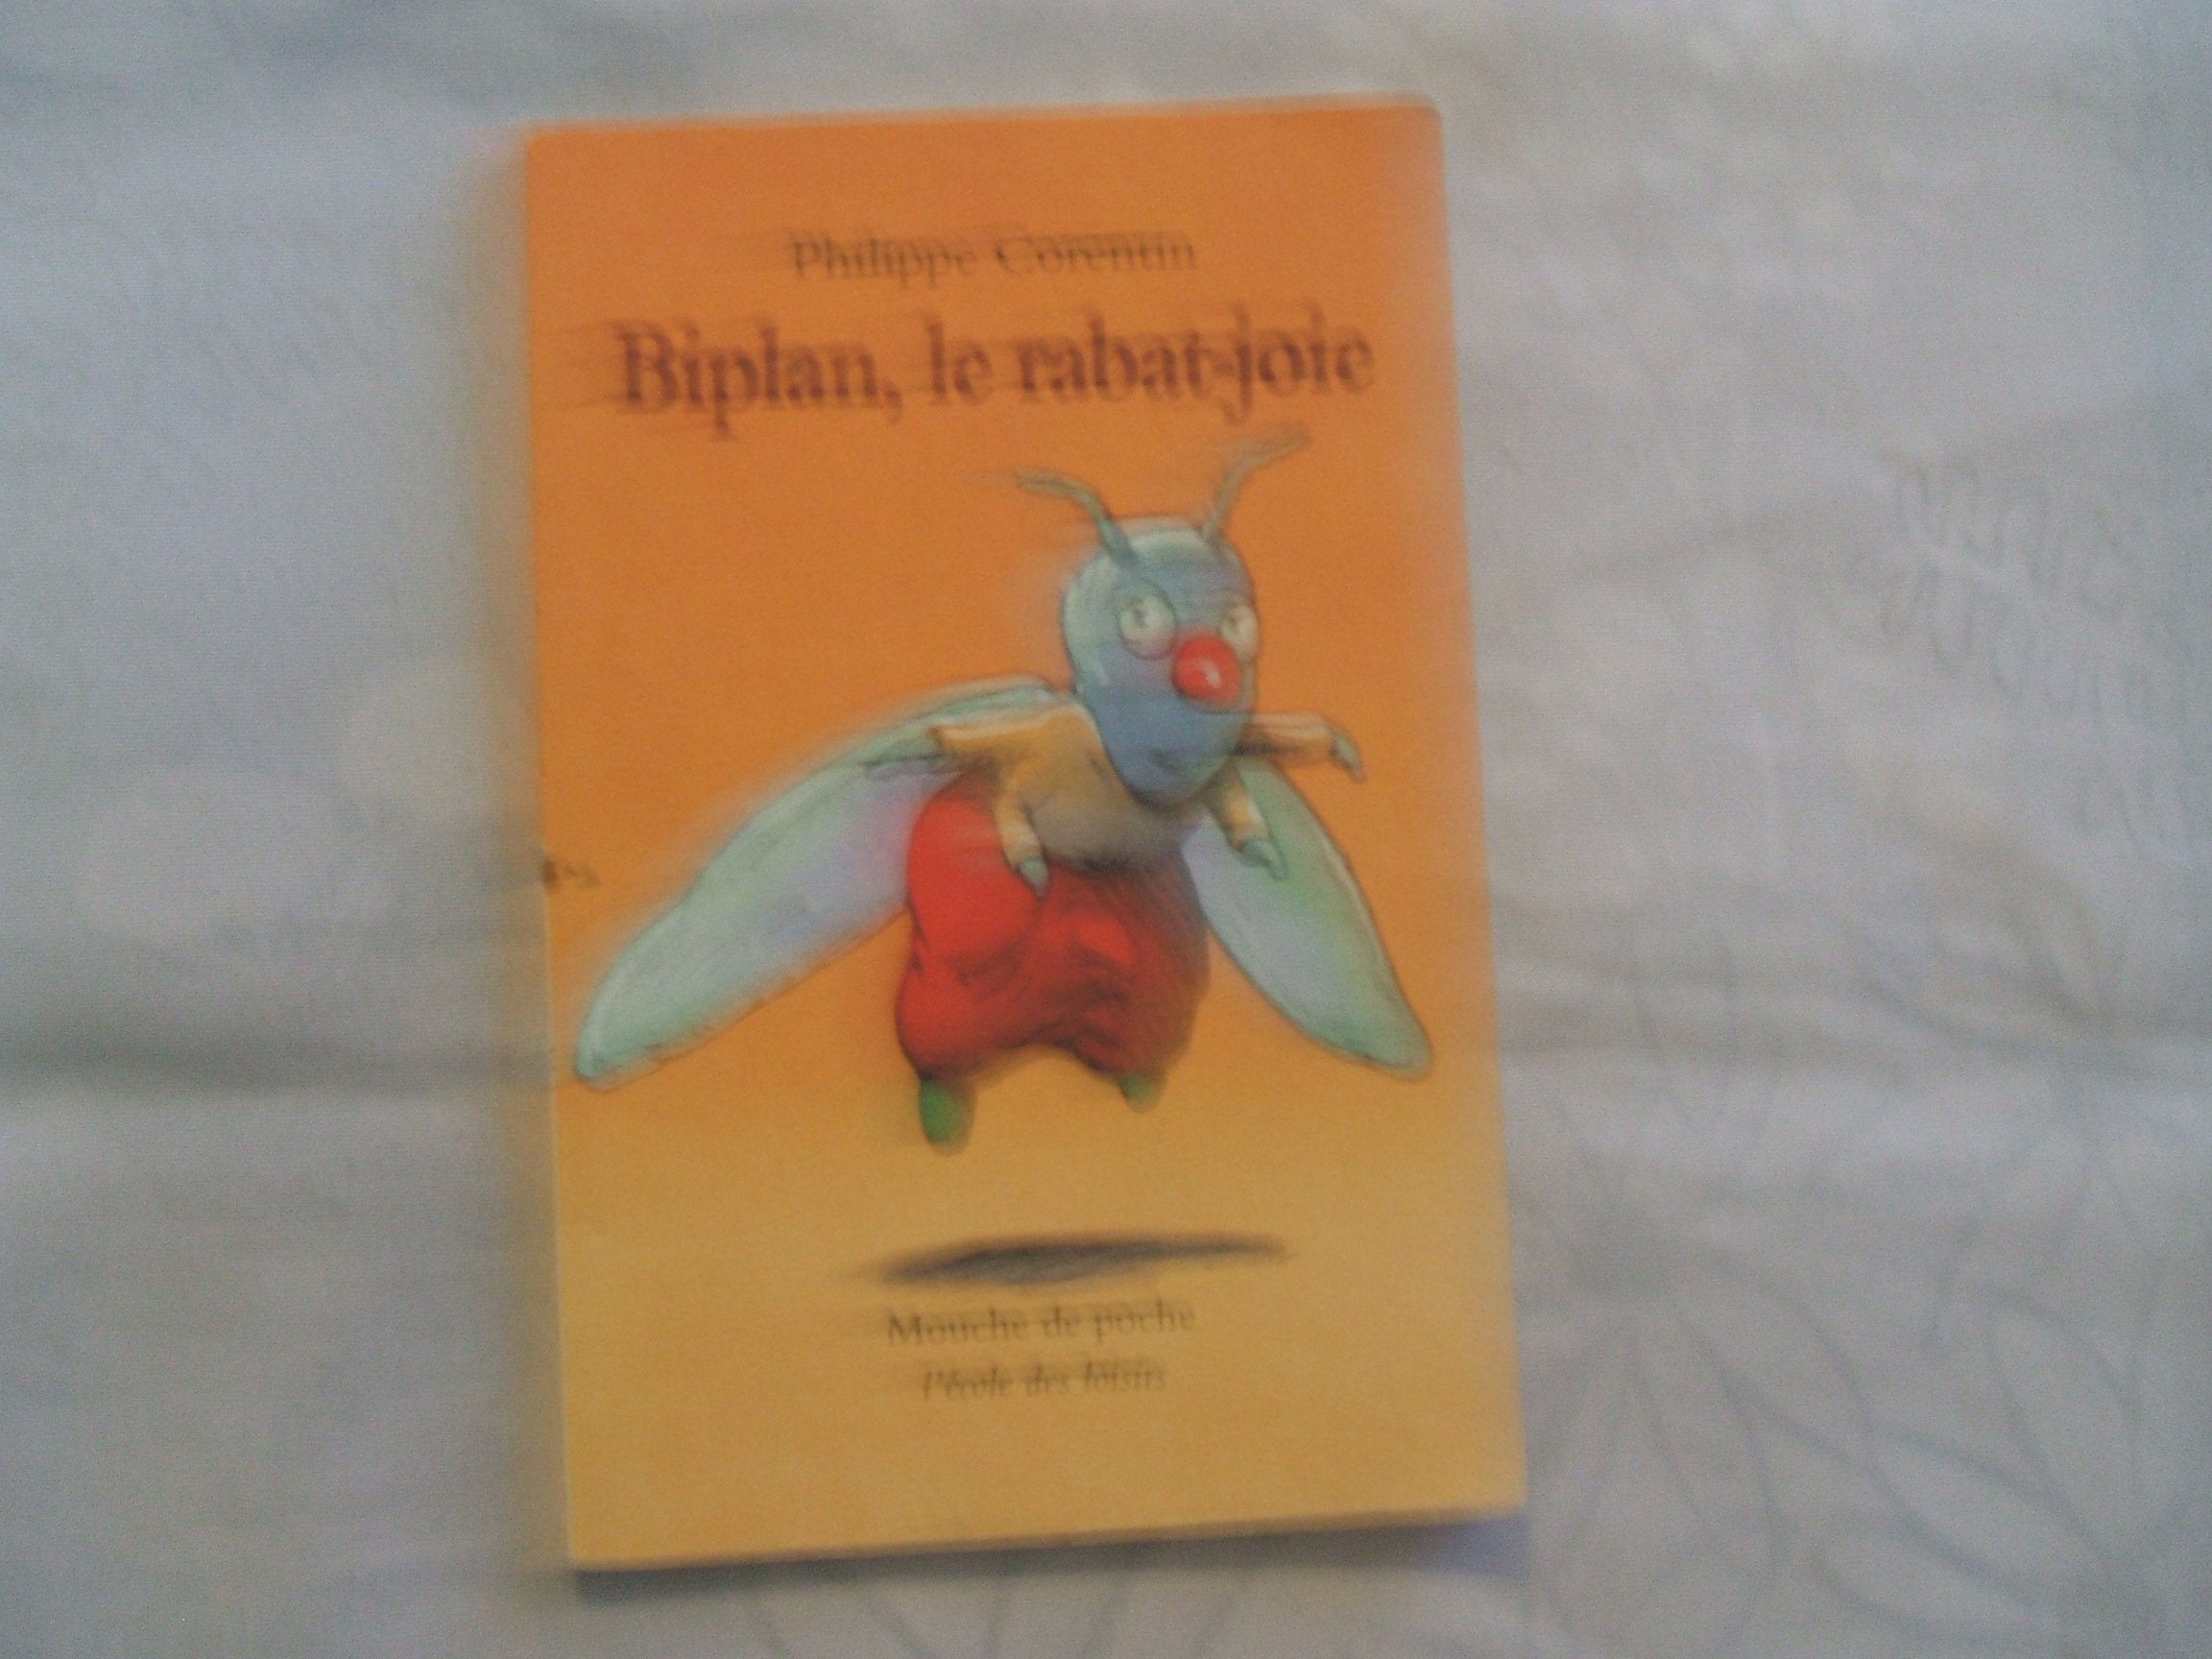 Philippe Corentin
Biplan, le rabat-joie
Mouche de poche
l'école des loisirs